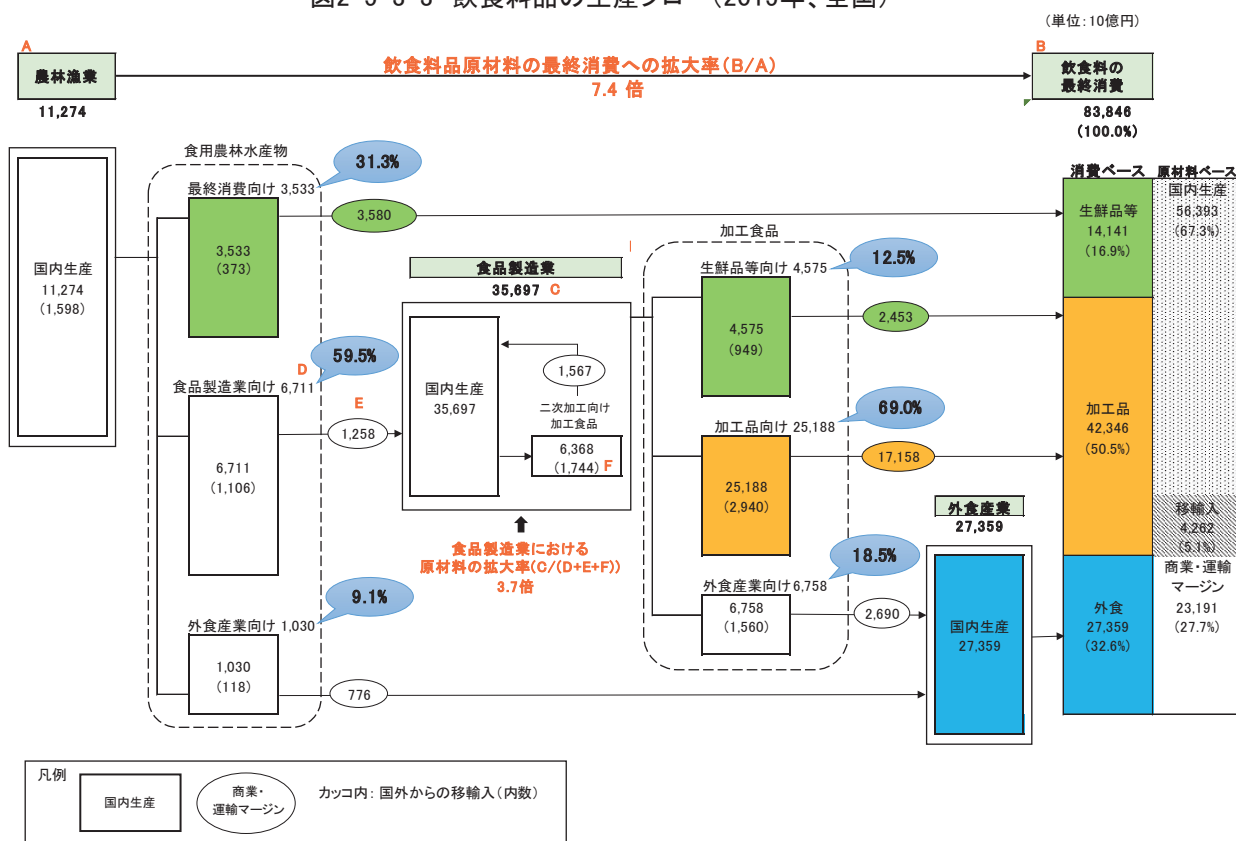 （単位：10億円）
A
農林漁業
11,274
飲食料品原材料の最終消費への拡大率（B/A）
7.4 倍
B
飲食料の
最終消費
83,846
(100.0%)
国内生産
11,274
(1,598)
食用農林水産物
31.3%
最終消費向け 3,533
3,533
(373)
3,580
D
59.5%
食品製造業向け 6,711
6,711
(1,106)
E
1,258
9.1%
外食産業向け 1,030
1,030
(118)
776
食品製造業
35,697 C
国内生産
35,697
1,567
二次加工向け
加工食品
6,368
(1,744) F
食品製造業における
原材料の拡大率（C/(D+E+F)）
3.7倍
加工食品
12.5%
生鮮品等向け 4,575
4,575
(949)
2,453
69.0%
加工品向け 25,188
25,188
(2,940)
17,158
18.5%
外食産業向け6,758
6,758
(1,560)
2,690
外食産業
27,359
国内生産
27,359
消費ベース
生鮮品等
14,141
(16.9%)
加工品
42,346
(50.5%)
外食
27,359
(32.6%)
原材料ベース
国内生産
56,393
(67.3%)
移輸入
4,262
(5.1%)
商業・運輸
マージン
23,191
(27.7%)
凡例
国内生産
商業・
運輸マージン
カッコ内：国外からの移輸入（内数）